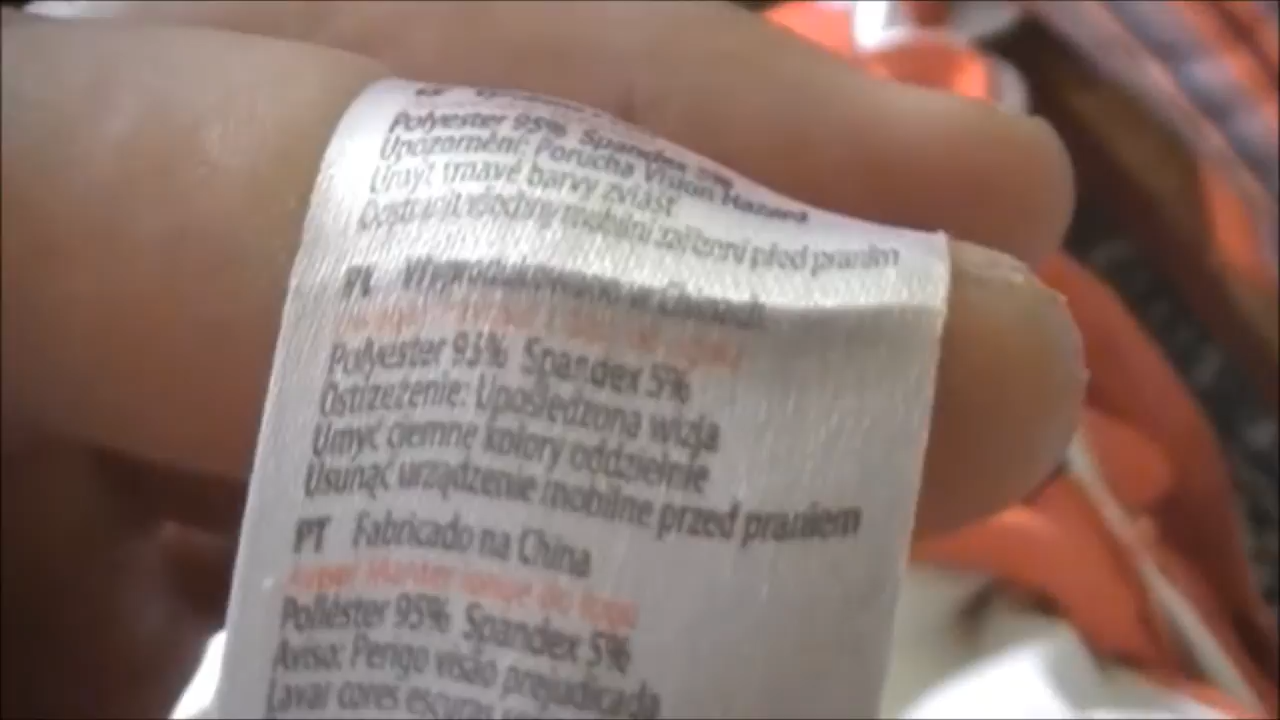 Polyester 95% Spandex
Upozornění: Porucha Vision Hazard
Umýt tmavé barvy zvlášť
mobilní zařízení před praním
PL Wyprodukowano w Chinach
Polyester 95% Spandex 5%
Ostrzeżenie: Upośledzona wizja
Umyć ciemne kolory oddzielnie
Usunąć urządzenie mobilne przed praniem
PT Fabricado na China
Poliéster 95% Spandex 5%
Aviso: Perigo visão prejudicada
Lavar cores escuras